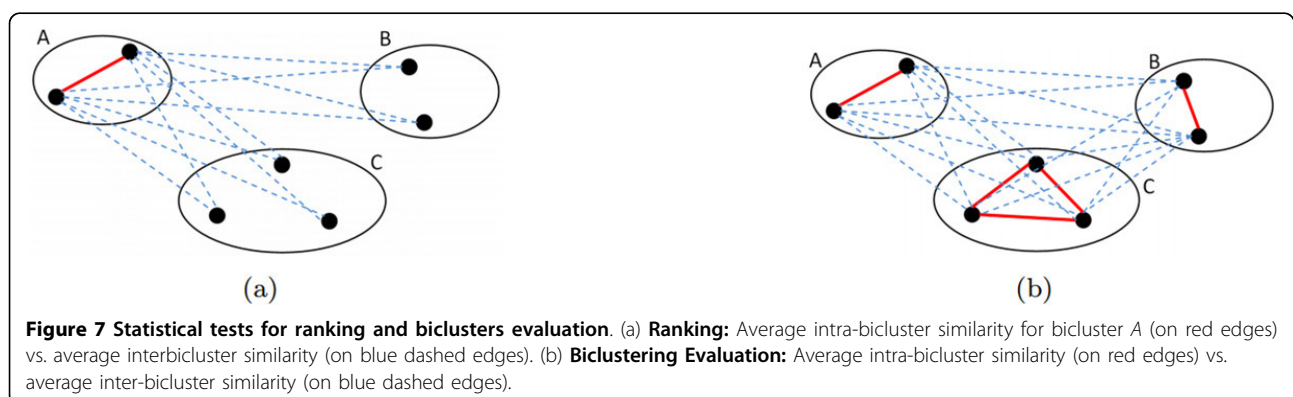 A
B
C
(a)
A
B
C
(b)
Figure 7 Statistical tests for ranking and biclusters evaluation. (a) Ranking: Average intra-bicluster similarity for bicluster A (on red edges)
vs. average interbicluster similarity (on blue dashed edges). (b) Biclustering Evaluation: Average intra-bicluster similarity (on red edges) vs.
average inter-bicluster similarity (on blue dashed edges).